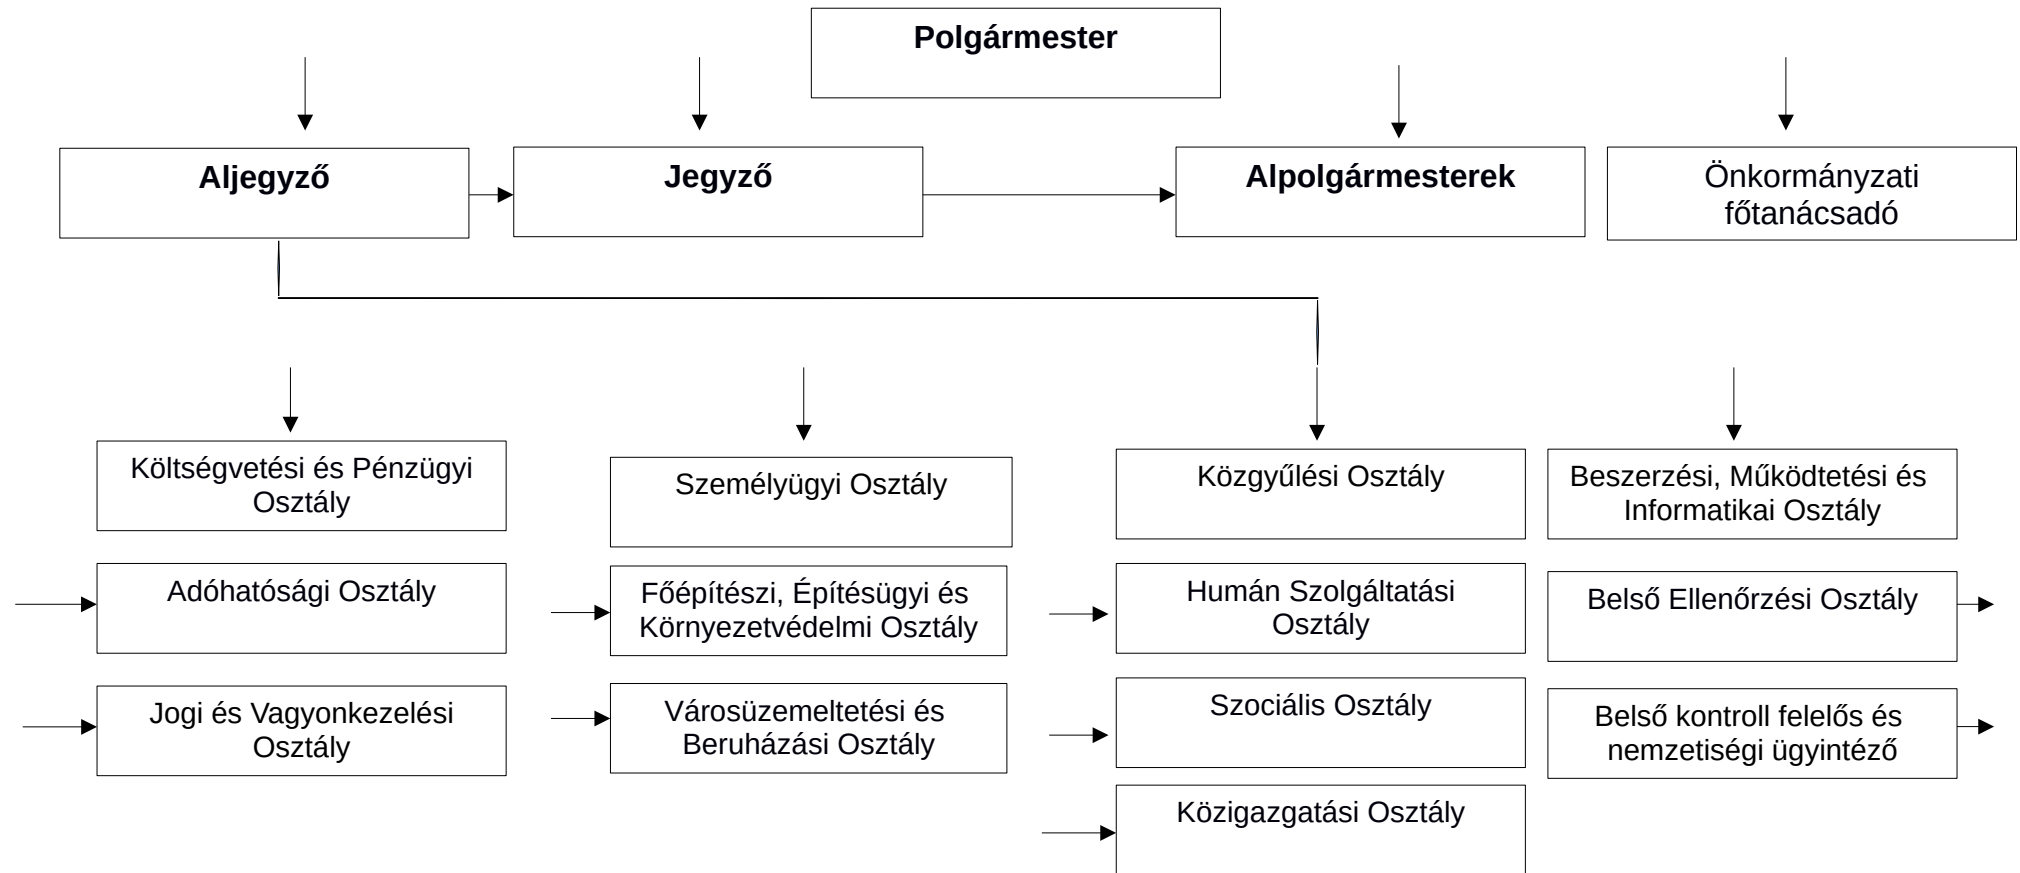 Polgármester
Aljegyző
Jegyző
Alpolgármesterek
Önkormányzati
főtanácsadó
Költségvetési és Pénzügyi
Osztály
Személyügyi Osztály
Közgyűlési Osztály
Beszerzési, Működtetési és
Informatikai Osztály
Adóhatósági Osztály
Főépítészi, Építésügyi és
Környezetvédelmi Osztály
Humán Szolgáltatási
Osztály
Belső Ellenőrzési Osztály
Jogi és Vagyonkezelési
Osztály
Városüzemeltetési és
Beruházási Osztály
Szociális Osztály
Belső kontroll felelős és
nemzetiségi ügyintéző
Közigazgatási Osztály